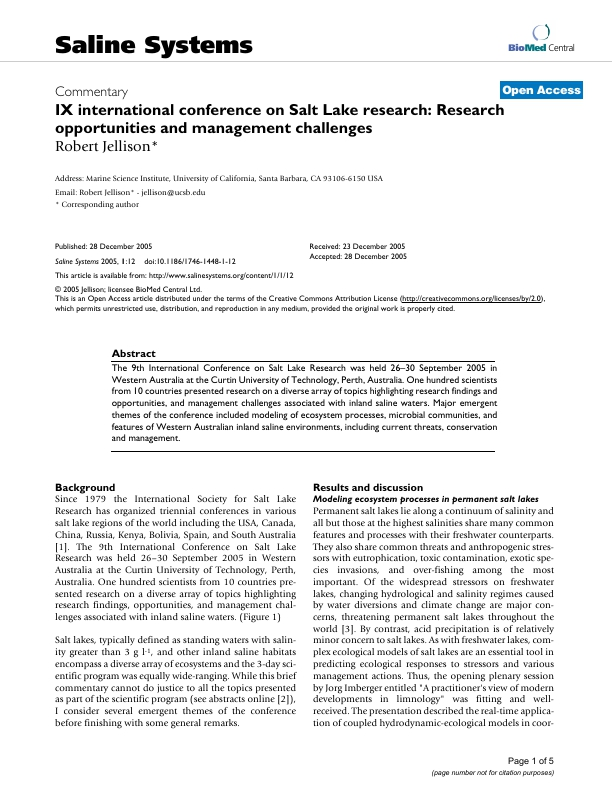 Saline Systems
BioMed Central
Commentary
Open Access
IX international conference on Salt Lake research: Research
opportunities and management challenges
Robert Jellison*
Address: Marine Science Institute, University of California, Santa Barbara, CA 93106-6150 USA
Email: Robert Jellison* - jellison@ucsb.edu
* Corresponding author
Published: 28 December 2005
Saline Systems 2005, 1:12 doi:10.1186/1746-1448-1-12
Received: 23 December 2005
Accepted: 28 December 2005
This article is available from: http://www.salinesystems.org/content/1/1/12
© 2005 Jellison; licensee BioMed Central Ltd.
This is an Open Access article distributed under the terms of the Creative Commons Attribution License (http://creativecommons.org/licenses/by/2.0),
which permits unrestricted use, distribution, and reproduction in any medium, provided the original work is properly cited.
Abstract
The 9th International Conference on Salt Lake Research was held 26–30 September 2005 in
Western Australia at the Curtin University of Technology, Perth, Australia. One hundred scientists
from 10 countries presented research on a diverse array of topics highlighting research findings and
opportunities, and management challenges associated with inland saline waters. Major emergent
themes of the conference included modeling of ecosystem processes, microbial communities, and
features of Western Australian inland saline environments, including current threats, conservation
and management.
Background
Since 1979 the International Society for Salt Lake
Research has organized triennial conferences in various
salt lake regions of the world including the USA, Canada,
China, Russia, Kenya, Bolivia, Spain, and South Australia
[1]. The 9th International Conference on Salt Lake
Research was held 26–30 September 2005 in Western
Australia at the Curtin University of Technology, Perth,
Australia. One hundred scientists from 10 countries pre-
sented research on a diverse array of topics highlighting
research findings, opportunities, and management chal-
lenges associated with inland saline waters. (Figure 1)
Salt lakes, typically defined as standing waters with salin-
ity greater than 3 g l-1, and other inland saline habitats
encompass a diverse array of ecosystems and the 3-day sci-
entific program was equally wide-ranging. While this brief
commentary cannot do justice to all the topics presented
as part of the scientific program (see abstracts online [2]),
I consider several emergent themes of the conference
before finishing with some general remarks.
Results and discussion
Modeling ecosystem processes in permanent salt lakes
Permanent salt lakes lie along a continuum of salinity and
all but those at the highest salinities share many common
features and processes with their freshwater counterparts.
They also share common threats and anthropogenic stres-
sors with eutrophication, toxic contamination, exotic spe-
cies invasions, and over-fishing among the most
important. Of the widespread stressors on freshwater
lakes, changing hydrological and salinity regimes caused
by water diversions and climate change are major con-
cerns, threatening permanent salt lakes throughout the
world [3]. By contrast, acid precipitation is of relatively
minor concern to salt lakes. As with freshwater lakes, com-
plex ecological models of salt lakes are an essential tool in
predicting ecological responses to stressors and various
management actions. Thus, the opening plenary session
by Jorg Imberger entitled "A practitioner's view of modern
developments in limnology" was fitting and well-
received. The presentation described the real-time applica-
tion of coupled hydrodynamic-ecological models in coor-
Page 1 of 5
(page number not for citation purposes)